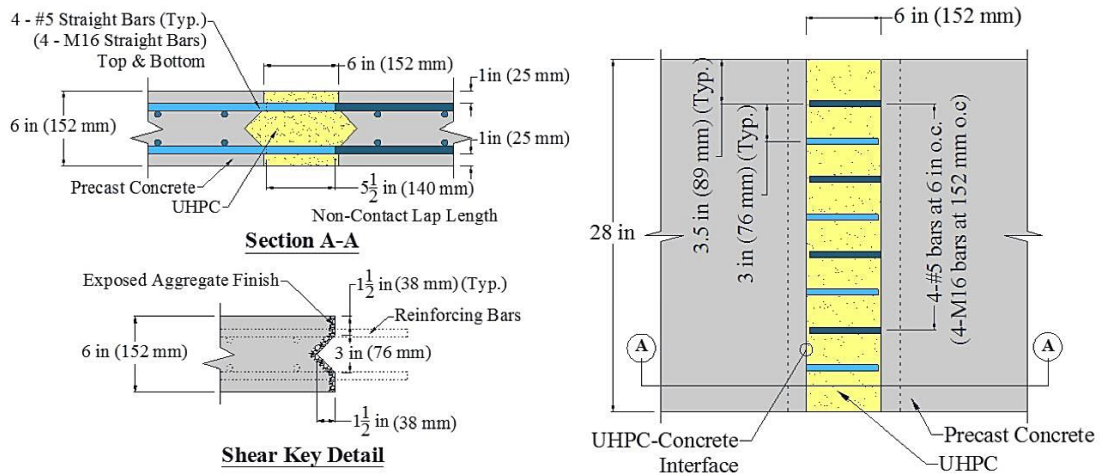 4 - #5 Straight Bars (Typ.)
(4 - M16 Straight Bars)
Top & Bottom
6 in (152 mm)
1in (25 mm)
6 in (152 mm)
1in (25 mm)
Precast Concrete
UHPC
5 1/2 in (140 mm)
Non-Contact Lap Length
Section A-A
Exposed Aggregate Finish
1 1/2 in (38 mm) (Typ.)
Reinforcing Bars
6 in (152 mm)
3 in (76 mm)
1 1/2 in (38 mm)
Shear Key Detail
6 in (152 mm)
3.5 in (89 mm) (Typ.)
3 in (76 mm) (Typ.)
28 in
4-#5 bars at 6 in o.c.
(4-M16 bars at 152 mm o.c)
A
A
UHPC-Concrete
Interface
UHPC
Precast Concrete